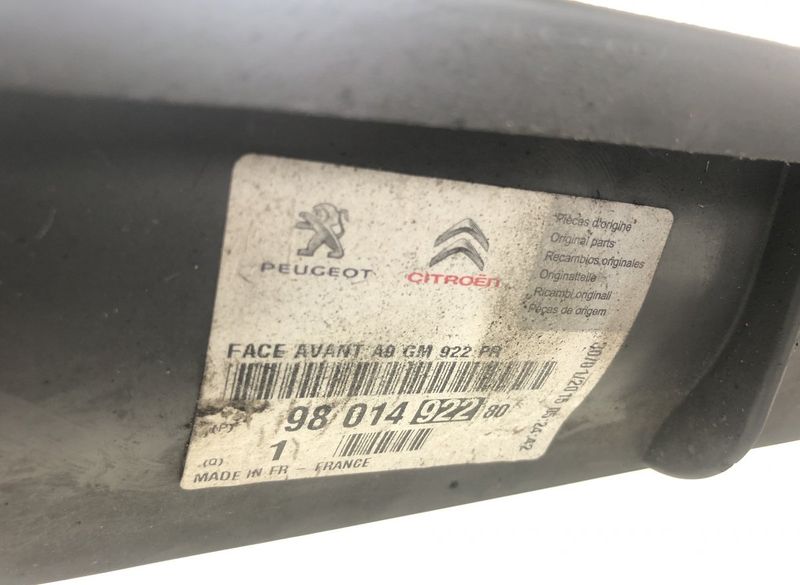 PEUGEOT
CITROËN
"Pièces d'origine
Original parts
Recambios originales
Originalteile
Ricambi originali
Peças de origem
FACE AVANT A9 GM 922 PR
(P) 98 014 922 80
(Q) 1
MADE IN FR - FRANCE